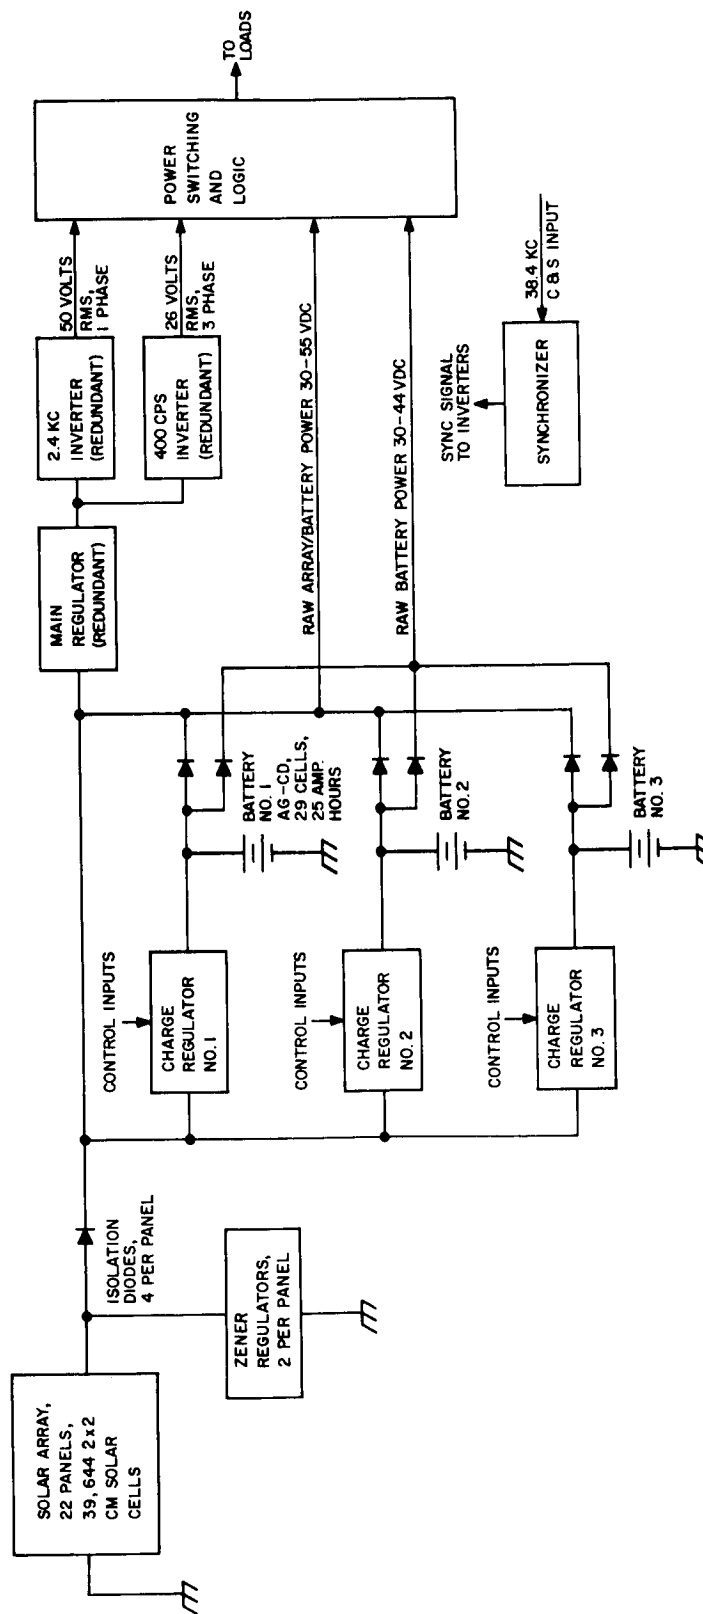 SOLAR ARRAY,
22 PANELS,
39,644 2x2
CM SOLAR
CELLS
ISOLATION
DIODES,
4 PER PANEL
ZENER
REGULATORS,
2 PER PANEL
CONTROL INPUTS
CHARGE
REGULATOR
NO. 1
CONTROL INPUTS
CHARGE
REGULATOR
NO. 2
CONTROL INPUTS
CHARGE
REGULATOR
NO. 3
BATTERY
NO. 1
AG-CD,
29 CELLS,
25 AMP.
HOURS
BATTERY
NO. 2
BATTERY
NO. 3
MAIN
REGULATOR
(REDUNDANT)
2.4 KC
INVERTER
(REDUNDANT)
50 VOLTS
RMS,
1 PHASE
400 CPS
INVERTER
(REDUNDANT)
26 VOLTS
RMS,
3 PHASE
RAW ARRAY/BATTERY POWER 30-55 VDC
RAW BATTERY POWER 30-44 VDC
POWER
SWITCHING
AND
LOGIC
TO
LOADS
SYNC SIGNAL
TO INVERTERS
SYNCHRONIZER
38.4 KC
C & S INPUT